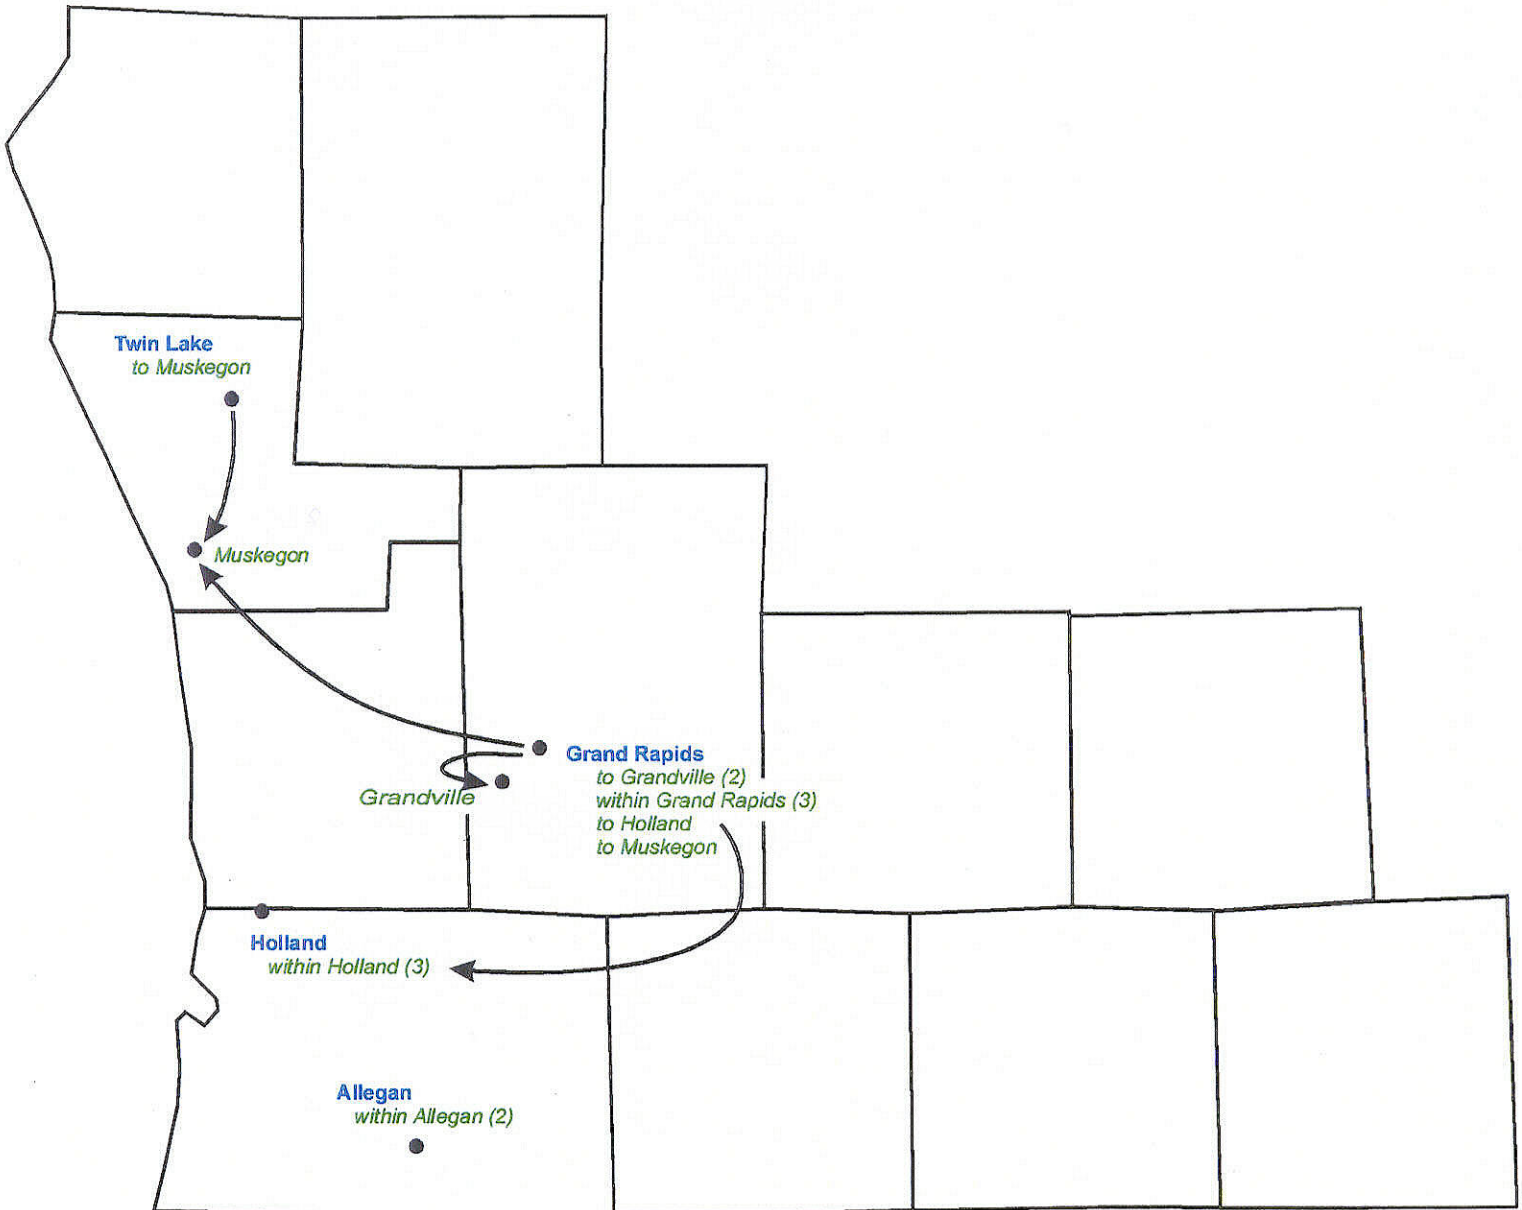 Twin Lake
to Muskegon
Muskegon
Grand Rapids
to Grandville (2)
Grandville
within Grand Rapids (3)
to Holland
to Muskegon
Holland
within Holland (3)
Allegan
within Allegan (2)